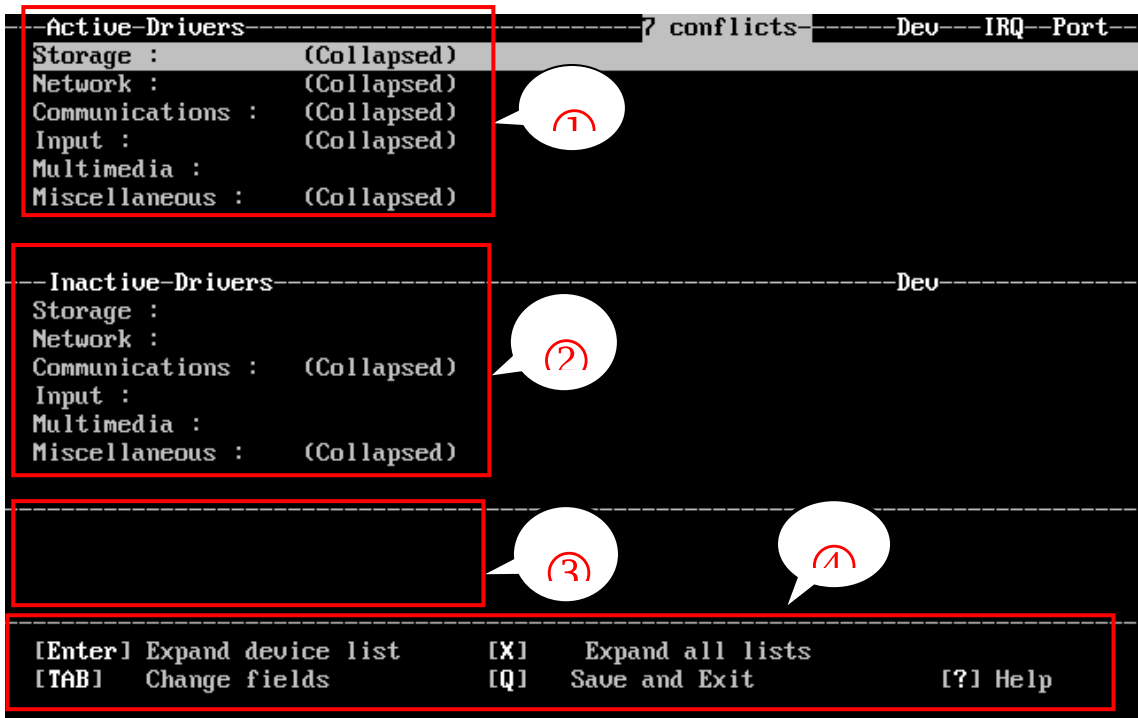 ---Active-Drivers-----------------------------7 conflicts------Dev---IRQ--Port--
Storage : (Collapsed)
Network : (Collapsed)
Communications : (Collapsed)
Input : (Collapsed)
Multimedia :
Miscellaneous : (Collapsed)
①
---Inactive-Drivers--------------------------------------------Dev--------------
Storage :
Network :
Communications : (Collapsed)
Input :
Multimedia :
Miscellaneous : (Collapsed)
②
③
④
[Enter] Expand device list [X] Expand all lists
[TAB] Change fields [Q] Save and Exit [?] Help